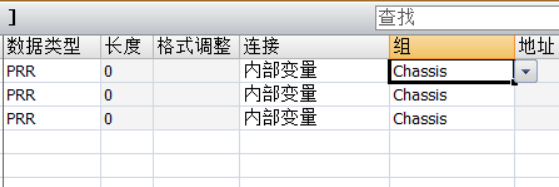 ]
查找
数据类型 长度 格式调整 连接 组 地址
PRR 0 内部变量 Chassis
PRR 0 内部变量 Chassis
PRR 0 内部变量 Chassis